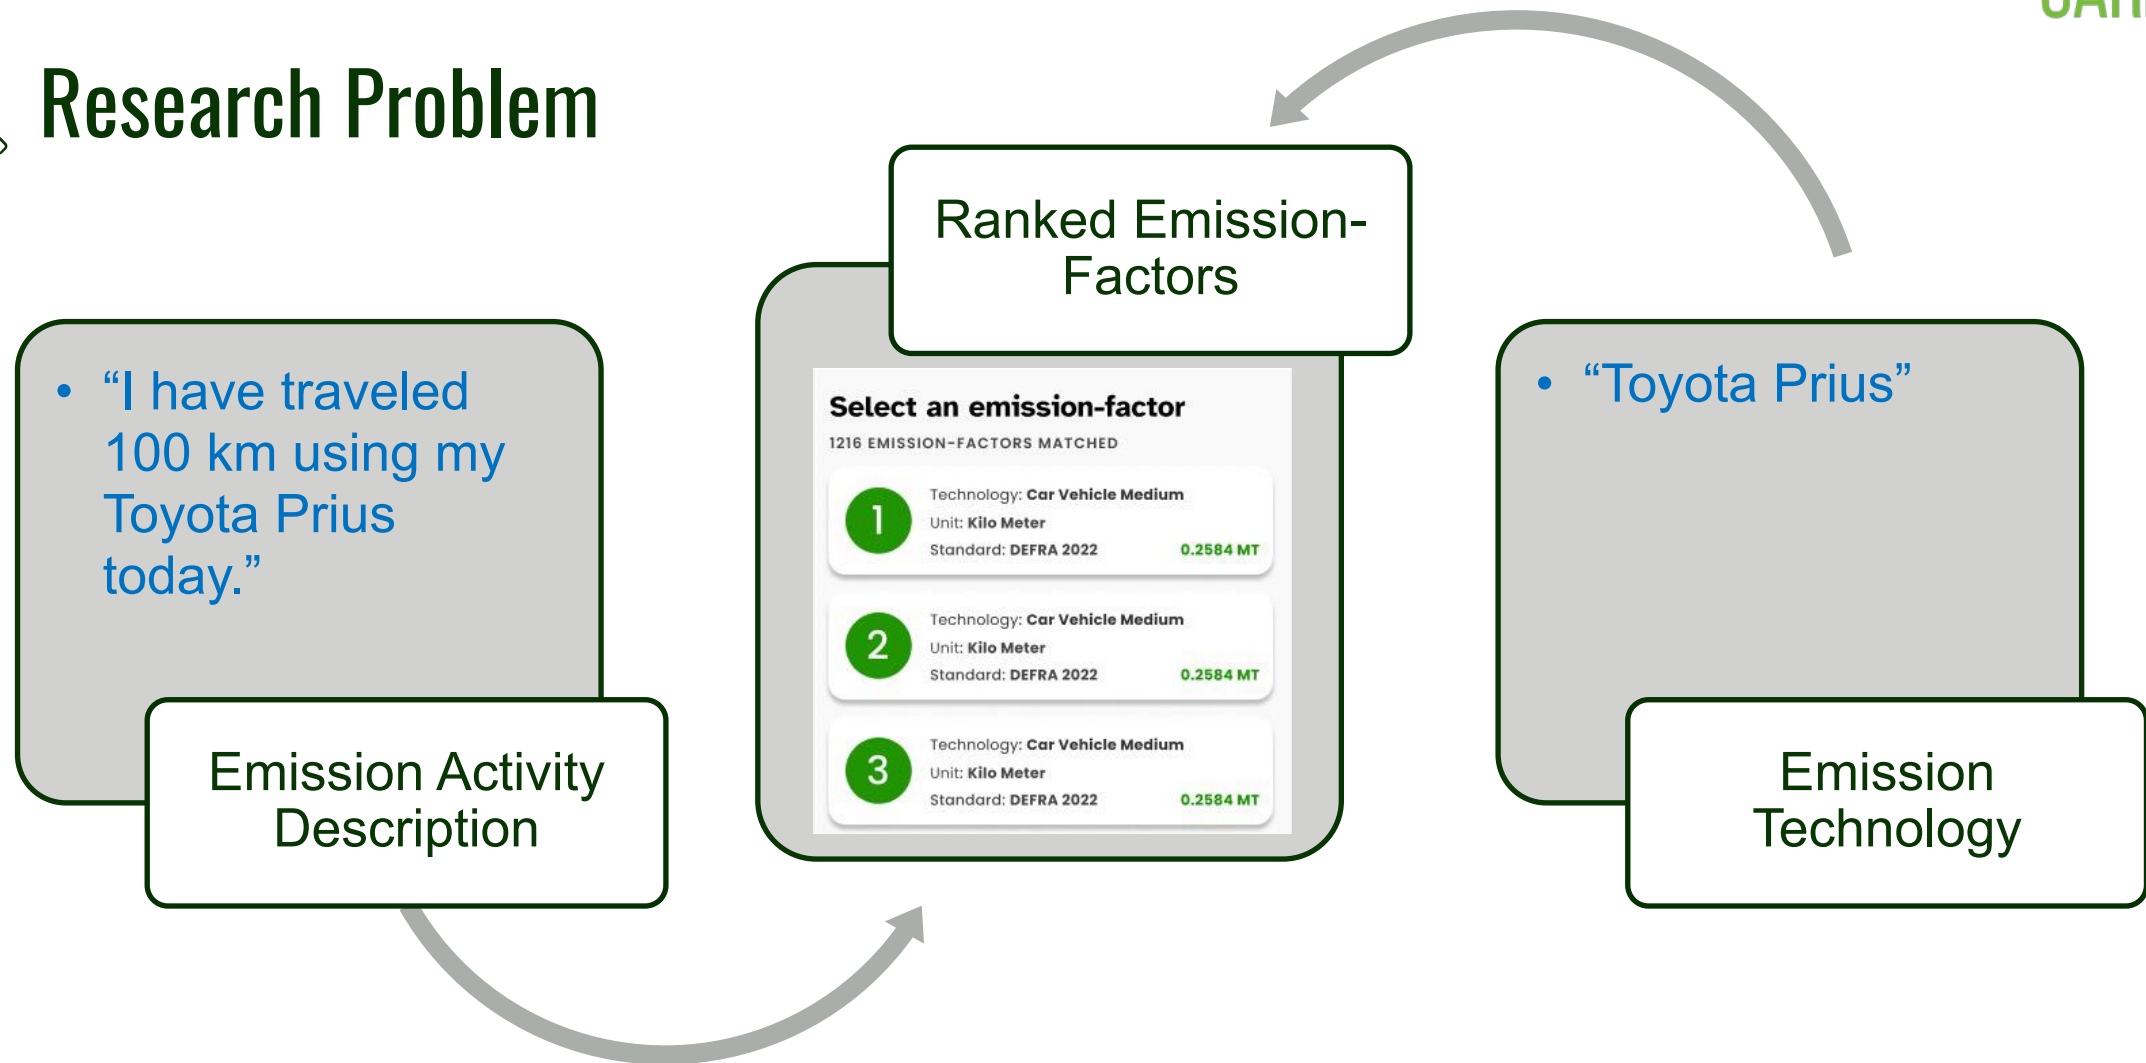 Research Problem
• “I have traveled
100 km using my
Toyota Prius
today.”
Emission Activity
Description
Ranked Emission-
Factors
Select an emission-factor
1216 EMISSION-FACTORS MATCHED
1
Technology: Car Vehicle Medium
Unit: Kilo Meter
Standard: DEFRA 2022 0.2584 MT
2
Technology: Car Vehicle Medium
Unit: Kilo Meter
Standard: DEFRA 2022 0.2584 MT
3
Technology: Car Vehicle Medium
Unit: Kilo Meter
Standard: DEFRA 2022 0.2584 MT
• “Toyota Prius”
Emission
Technology